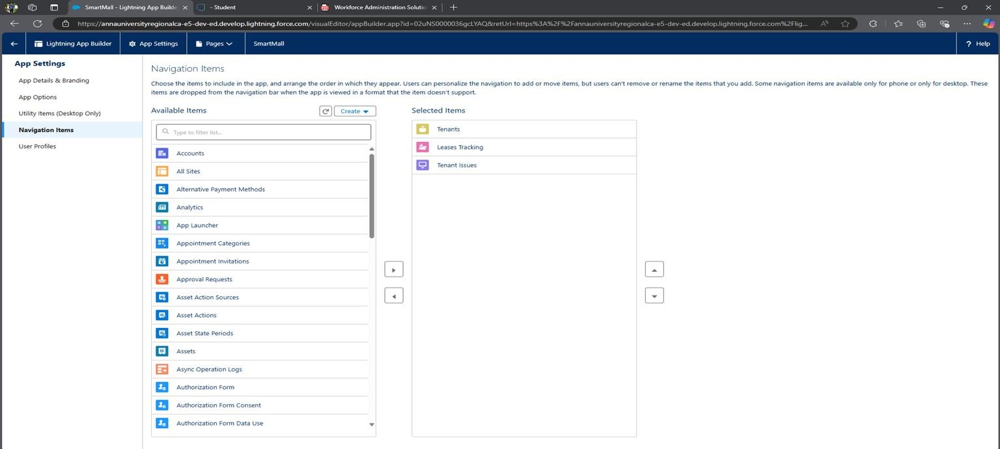 SmartMall - Lightning App Builde
- Student
Workforce Administration Solutio
https://annauniversityregionalca-e5-dev-ed.develop.lightning.force.com/visualEditor/appBuilder.app?id=02uNS0000036gcLYAQ&retUrl=https%3A%2F%2Fannauniversityregionalca-e5-dev-ed.develop.lightning.force.com%2Flig...
Lightning App Builder
App Settings
Pages
SmartMall
? Help
App Settings
App Details & Branding
App Options
Utility Items (Desktop Only)
Navigation Items
User Profiles
Navigation Items
Choose the items to include in the app, and arrange the order in which they appear. Users can personalize the navigation to add or move items, but users can't remove or rename the items that you add. Some navigation items are available only for phone or only for desktop. These
items are dropped from the navigation bar when the app is viewed in a format that the item doesn't support.
Available Items
Create
Type to filter list...
Accounts
All Sites
Alternative Payment Methods
Analytics
App Launcher
Appointment Categories
Appointment Invitations
Approval Requests
Asset Action Sources
Asset Actions
Asset State Periods
Assets
Async Operation Logs
Authorization Form
Authorization Form Consent
Authorization Form Data Use
Selected Items
Tenants
Leases Tracking
Tenant Issues